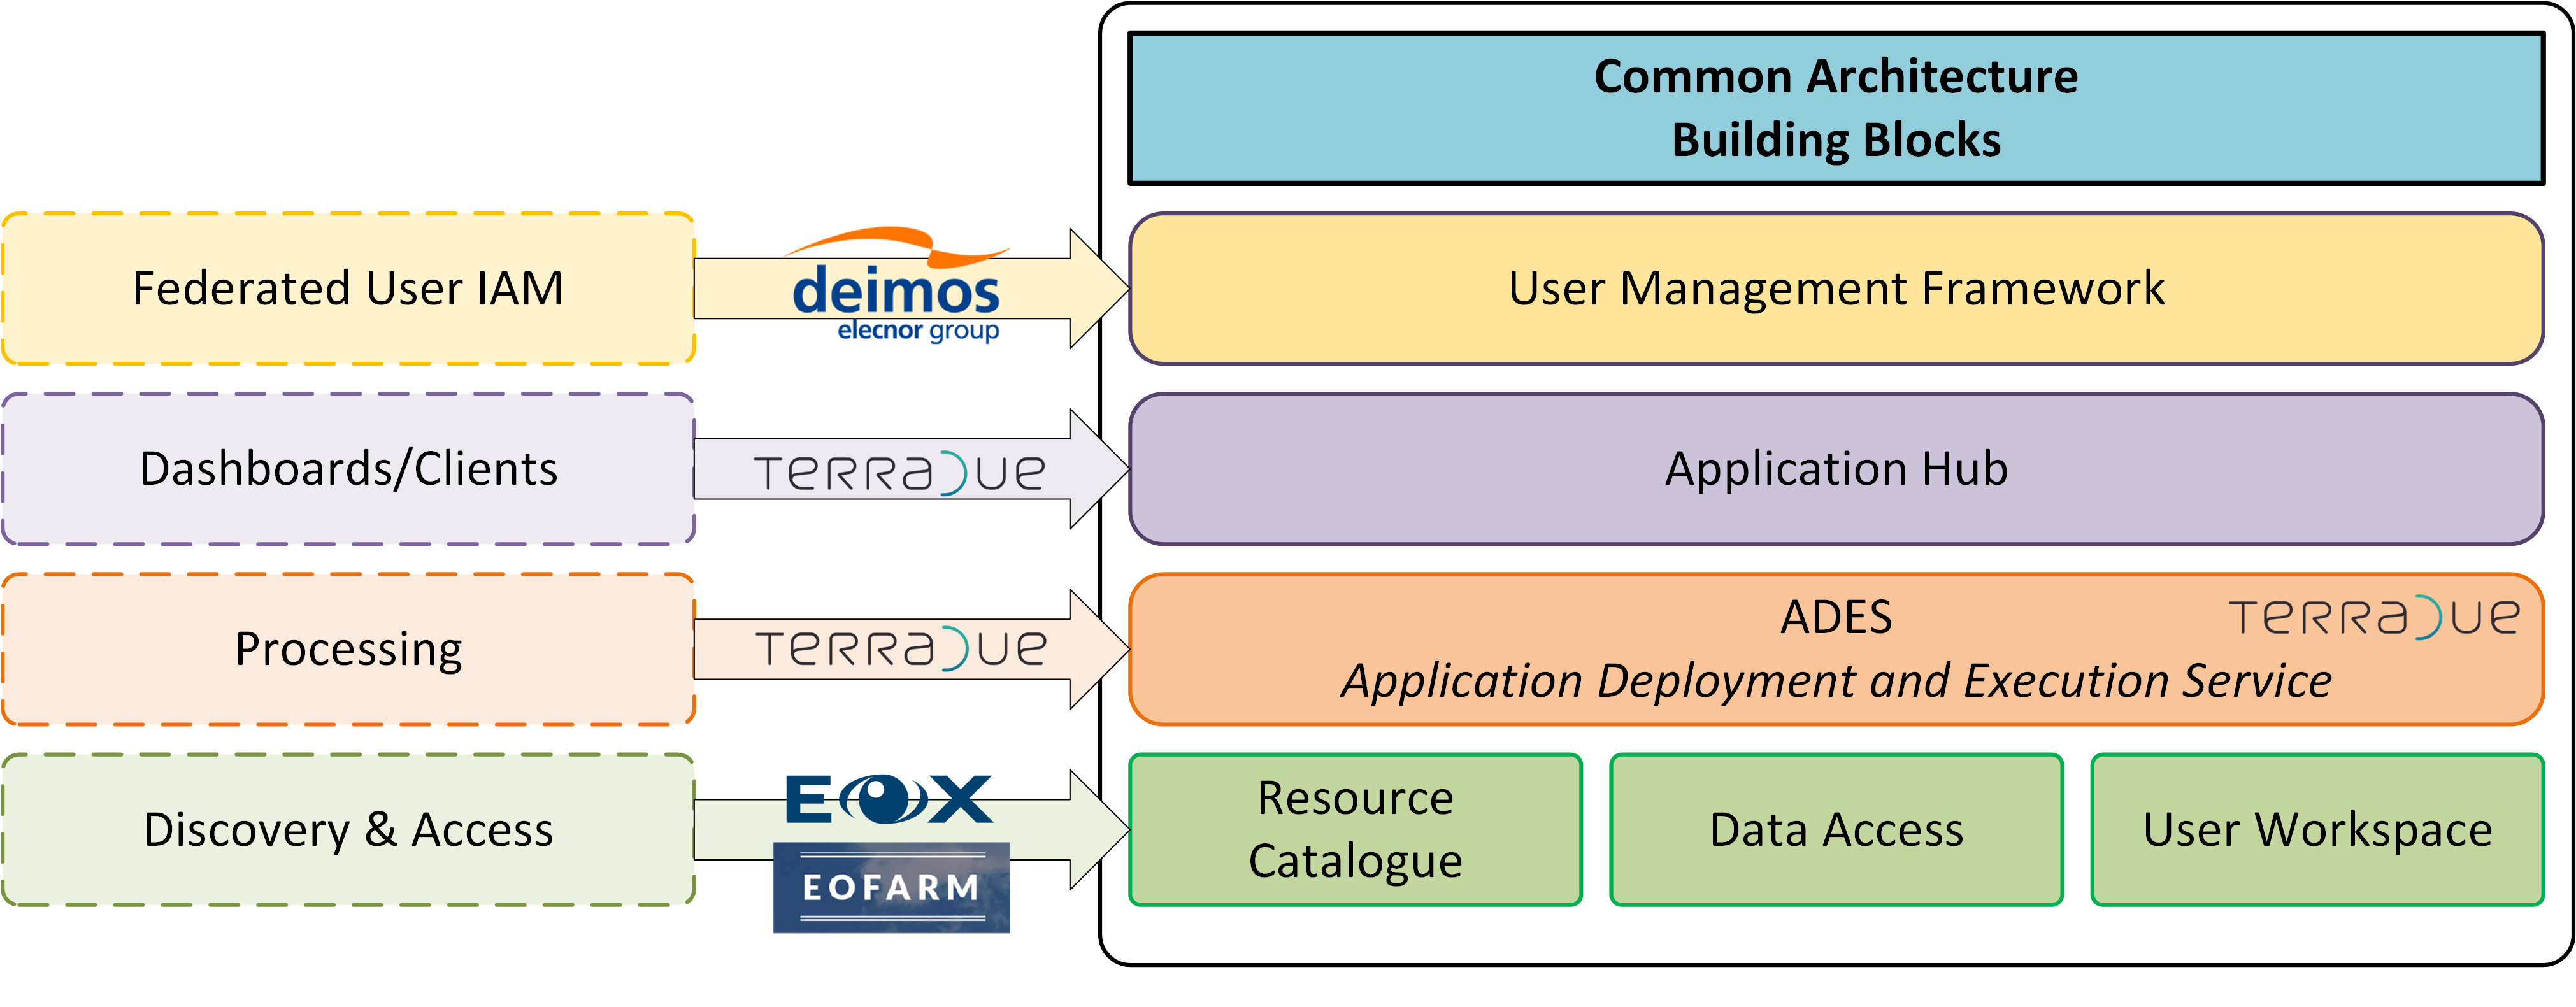 Common Architecture
Building Blocks
Federated User IAM
deimos
elecnor group
User Management Framework
Dashboards/Clients
TERRADUE
Application Hub
Processing
TERRADUE
ADES
TERRADUE
Application Deployment and Execution Service
Discovery & Access
EOX
EOFARM
Resource
Catalogue
Data Access
User Workspace